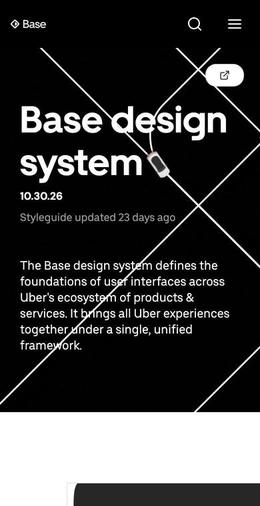 Base
Base design
system
10.30.26
Styleguide updated 23 days ago
The Base design system defines the
foundations of user interfaces across
Uber's ecosystem of products &
services. It brings all Uber experiences
together under a single, unified
framework.